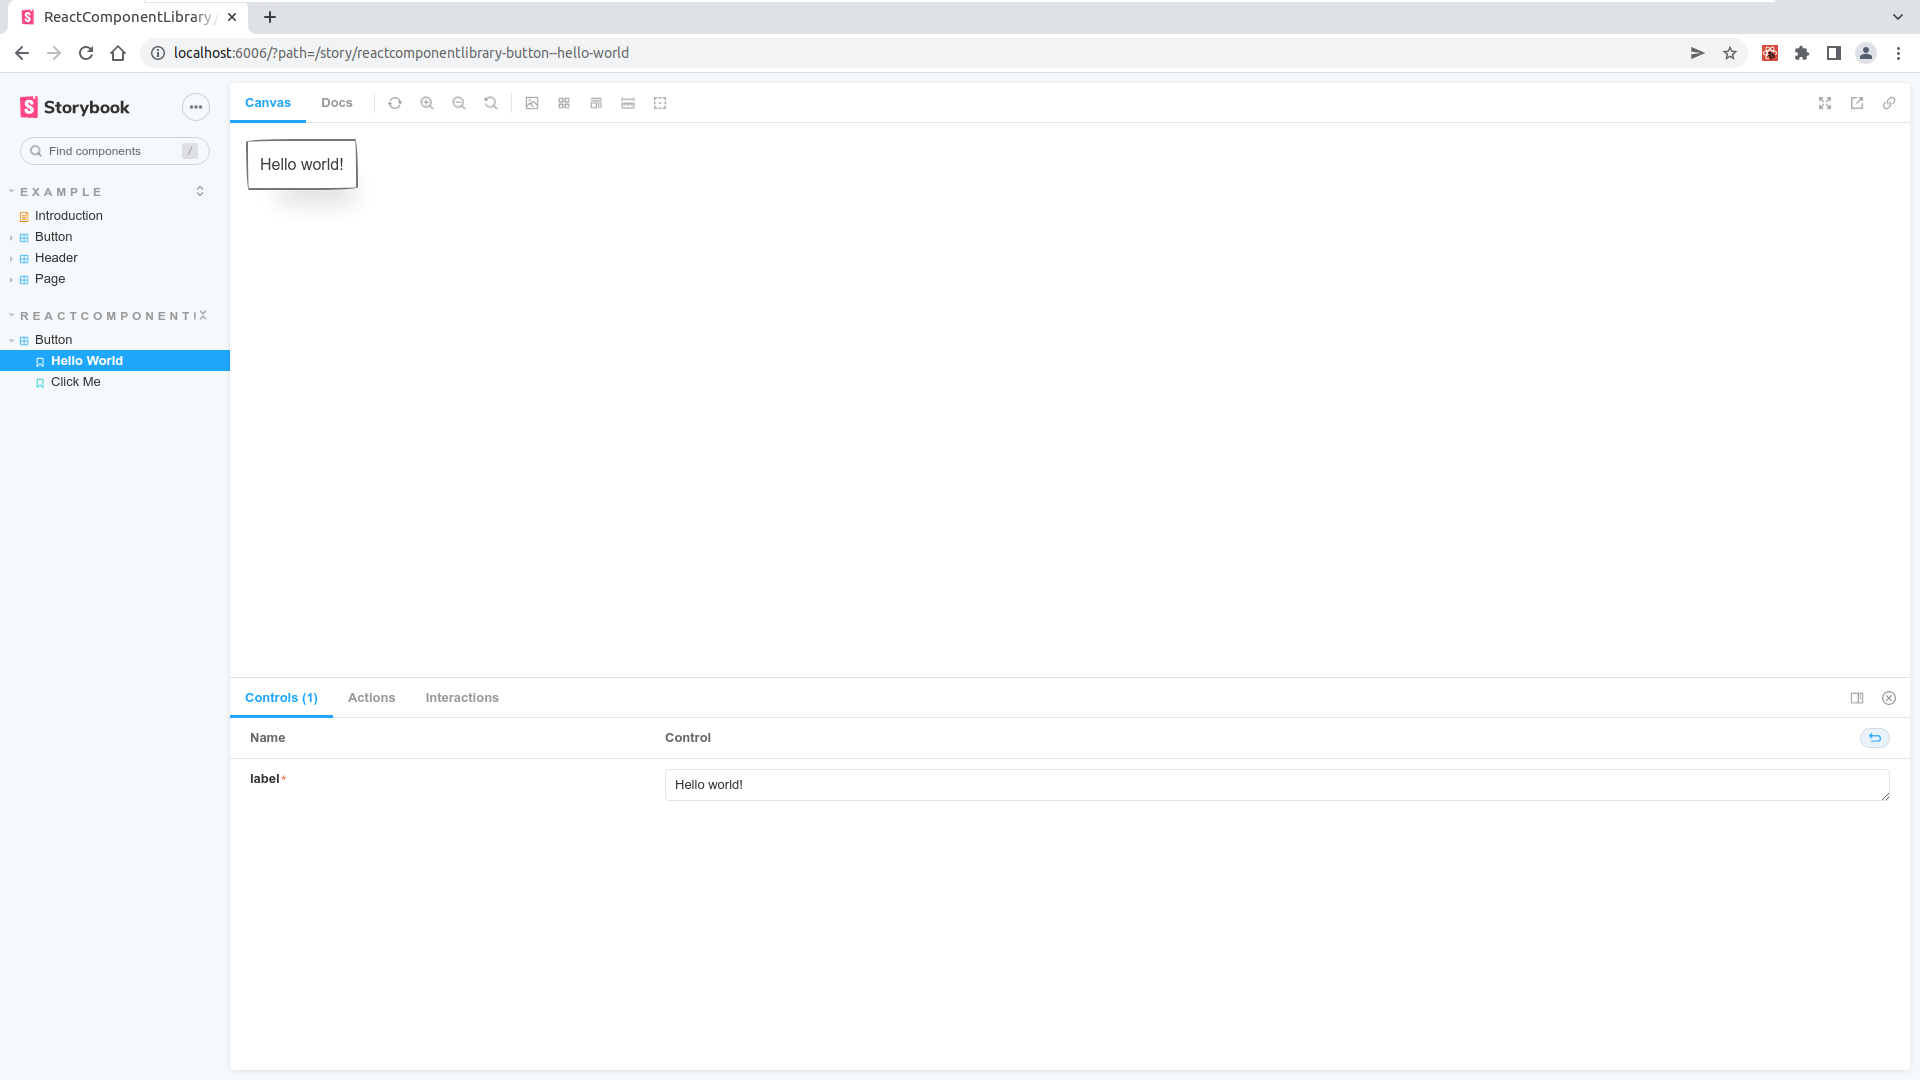 ReactComponentLibrary /
localhost:6006/?path=/story/reactcomponentlibrary-button--hello-world
Storybook
Find components /
EXAMPLE
Introduction
Button
Header
Page
REACTCOMPONENT
Button
Hello World
Click Me
Canvas Docs
Hello world!
Controls (1) Actions Interactions
Name Control
label* Hello world!